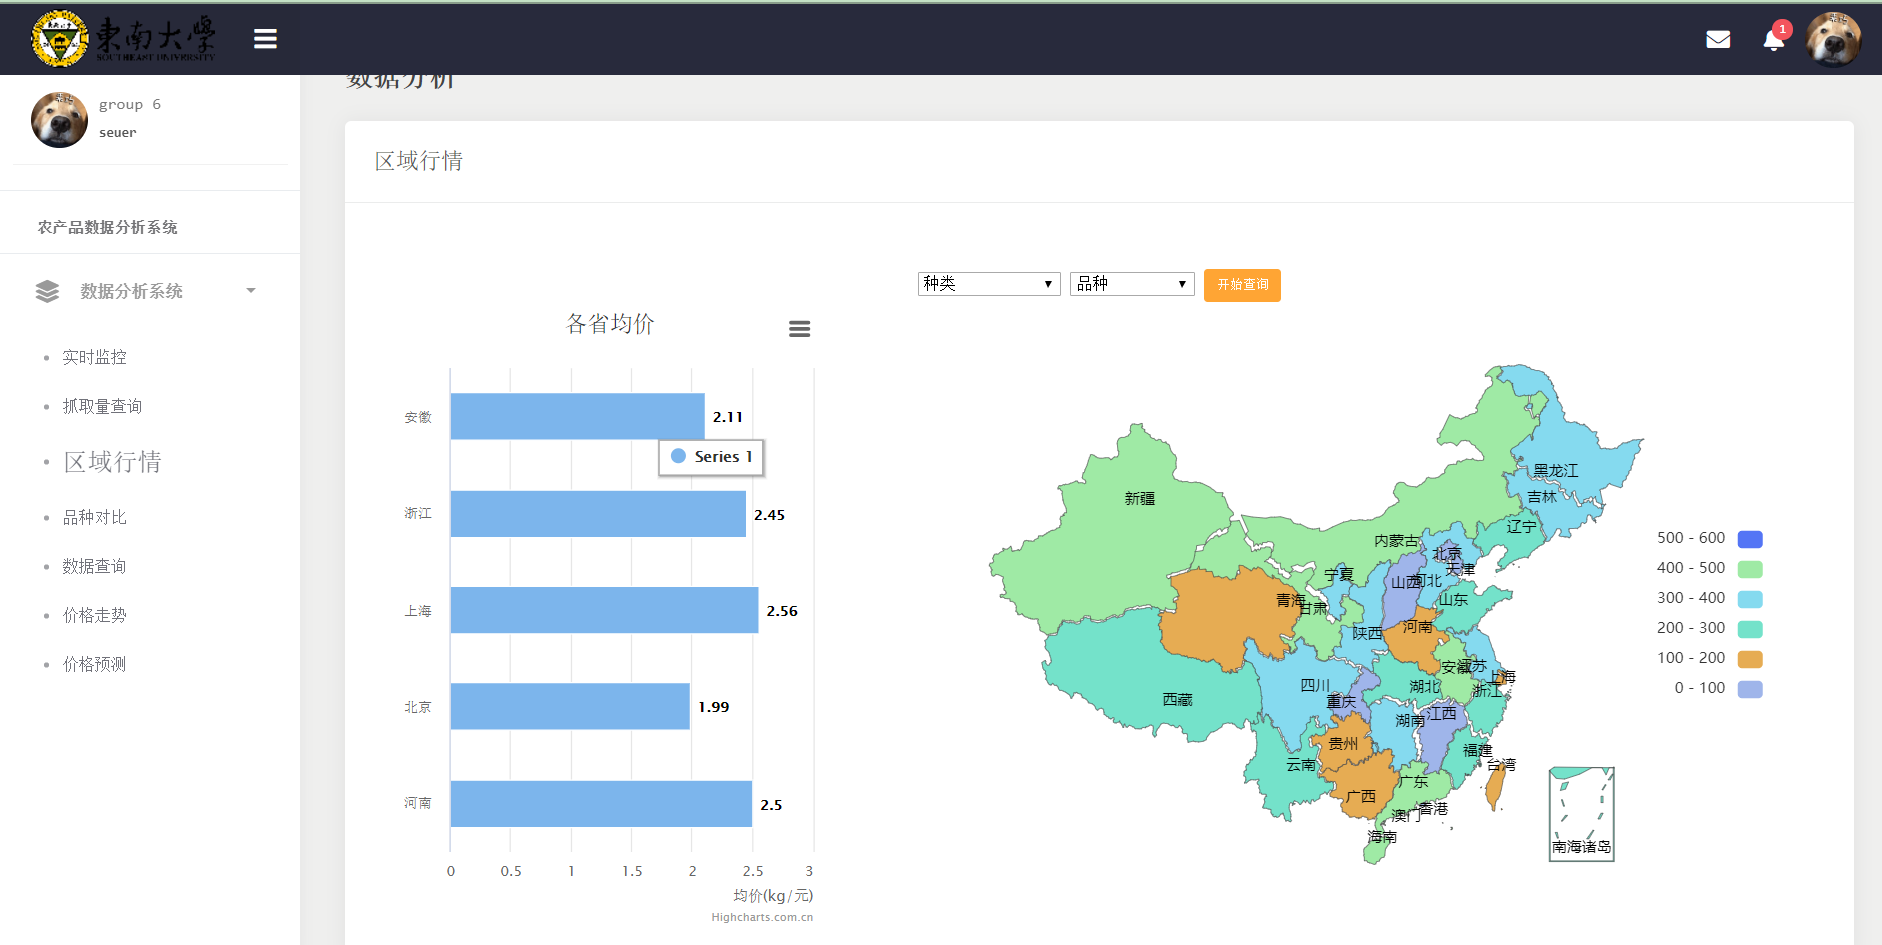 東南大學
SOUTHEAST UNIVERSITY
1
group 6
seuer
农产品数据分析系统
数据分析系统
实时监控
抓取量查询
区域行情
品种对比
数据查询
价格走势
价格预测
数据分析
区域行情
种类
品种
开始查询
各省均价
安徽
2.11
Series 1
浙江
2.45
上海
2.56
北京
1.99
河南
2.5
0 0.5 1 1.5 2 2.5 3
均价(kg/元)
Highcharts.com.cn
黑龙江
吉林
新疆
辽宁
内蒙古
北京
天津
宁夏
山西
河北
青海
甘肃
山东
河南
陕西
安徽
江苏
上海
四川
湖北
浙江
西藏
重庆
湖南
江西
贵州
福建
云南
台湾
广东
广西
澳门
香港
海南
南海诸岛
500 - 600
400 - 500
300 - 400
200 - 300
100 - 200
0 - 100